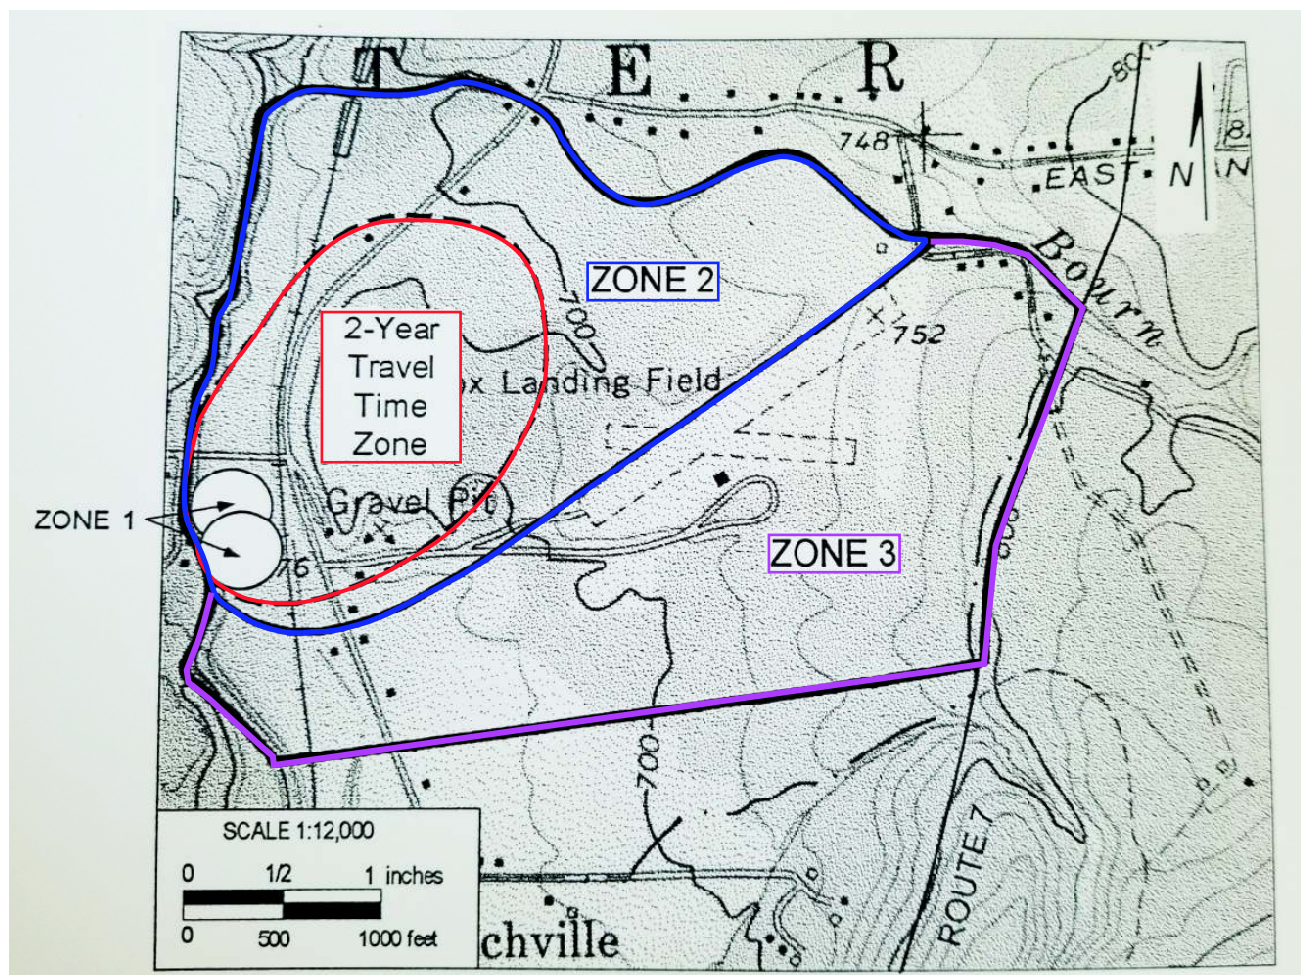 T E R
800
748
EAST
N
Bourn
ZONE 2
2-Year
Travel
Time
Zone
700
752
ox Landing Field
Gravel Pit
ZONE 1
76
ZONE 3
700
SCALE 1:12,000
0 1/2 1 inches
0 500 1000 feet
chville
ROUTE 7